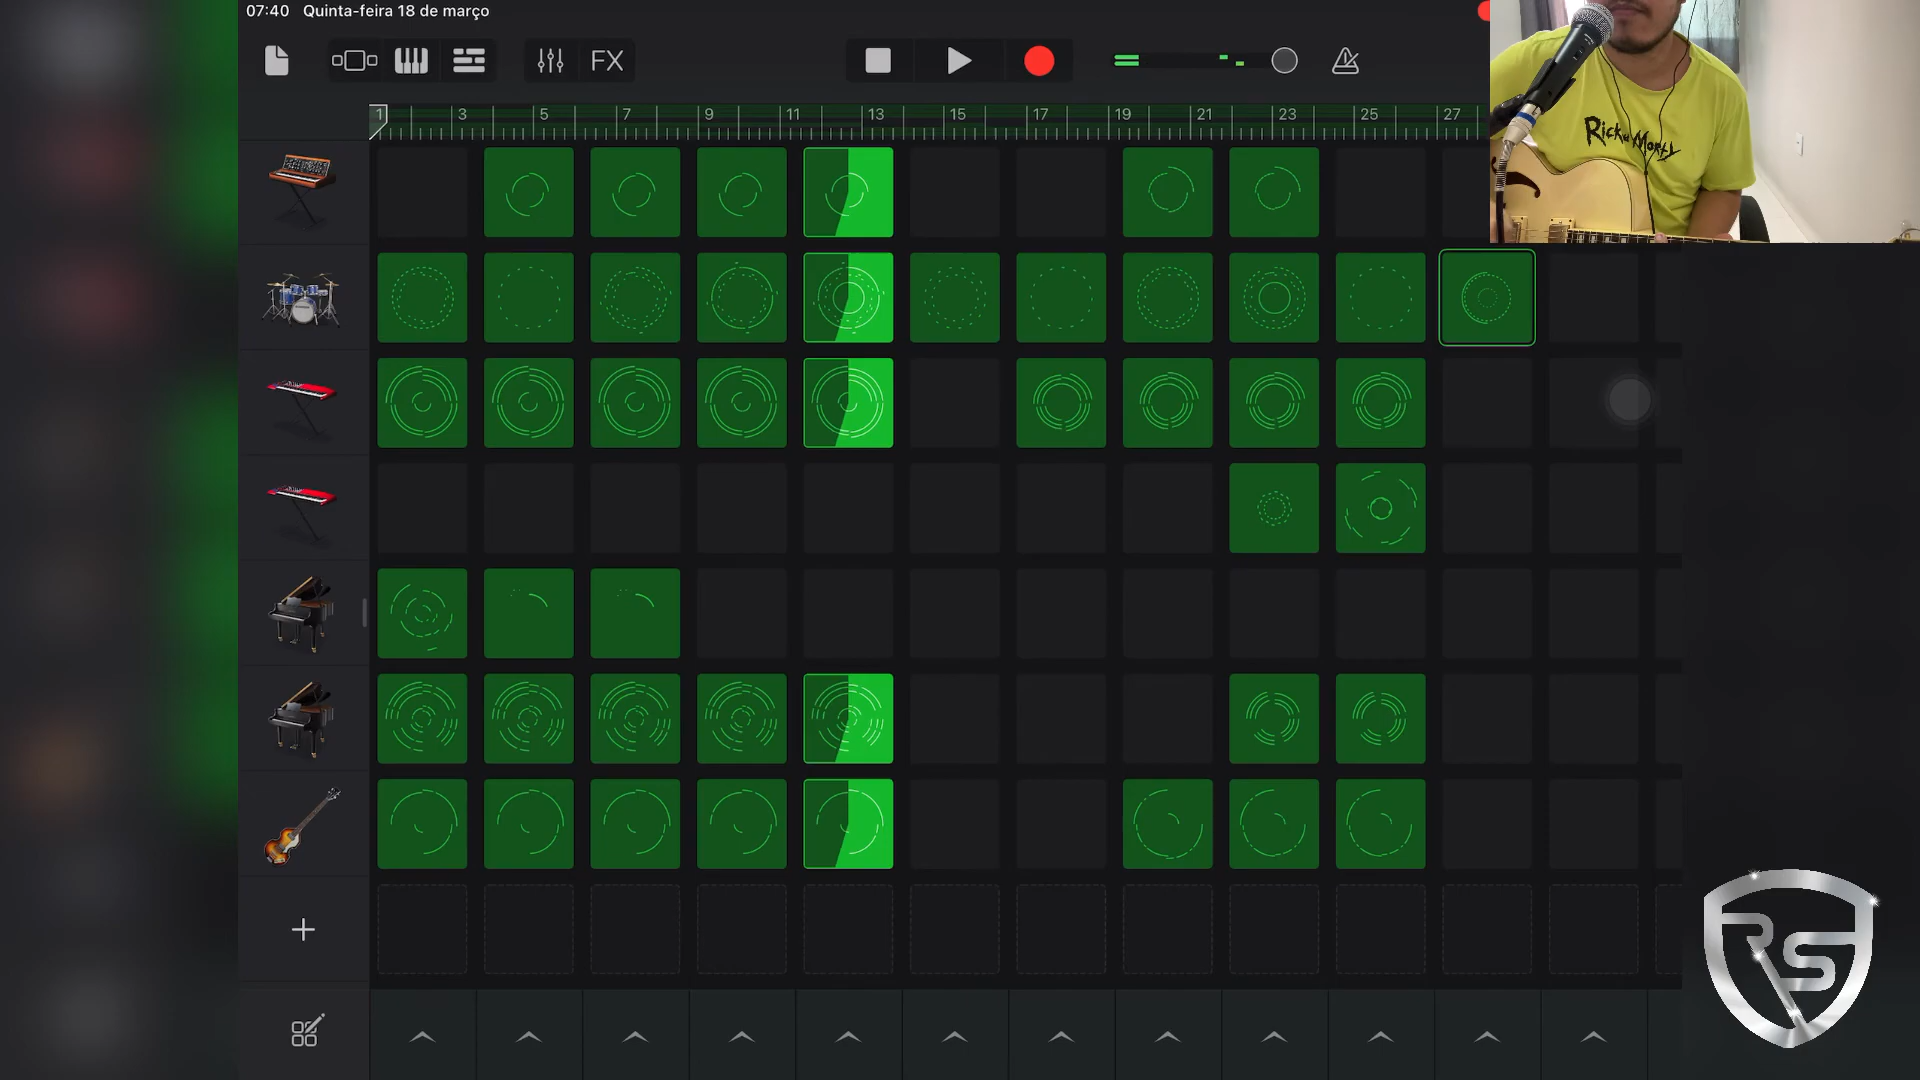 07:40 Quinta-feira 18 de março
FX
1 3 5 7 9 11 13 15 17 19 21 23 25 27
Rick and Morty
RS